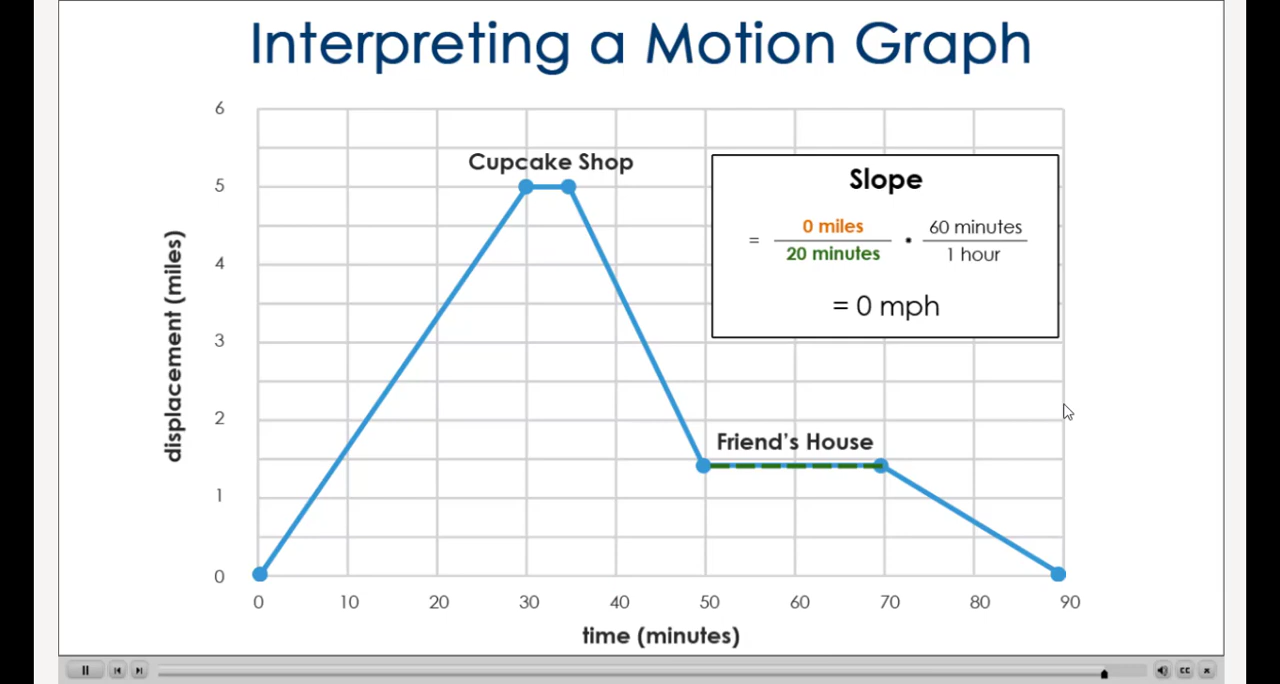 Interpreting a Motion Graph
6
5
4
3
2
1
0
displacement (miles)
Cupcake Shop
Friend's House
Slope
= 0 miles / 20 minutes • 60 minutes / 1 hour
= 0 mph
0 10 20 30 40 50 60 70 80 90
time (minutes)
CC